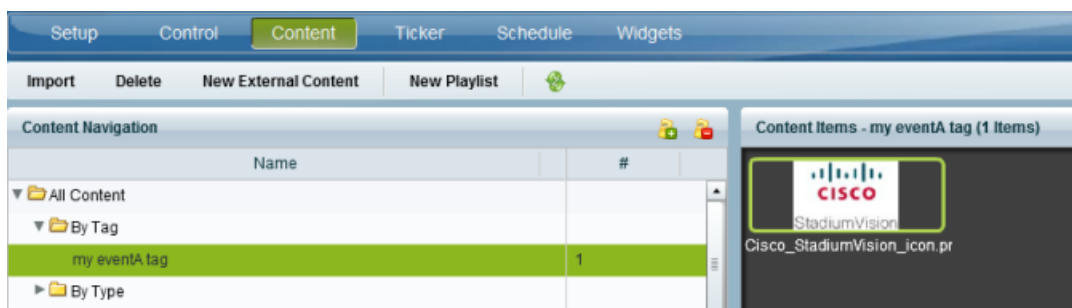 Setup Control Content Ticker Schedule Widgets
Import Delete New External Content New Playlist
Content Navigation
Name #
All Content
By Tag
my eventA tag 1
By Type
Content Items - my eventA tag (1 Items)
CISCO
StadiumVision
Cisco_StadiumVision_icon.pr